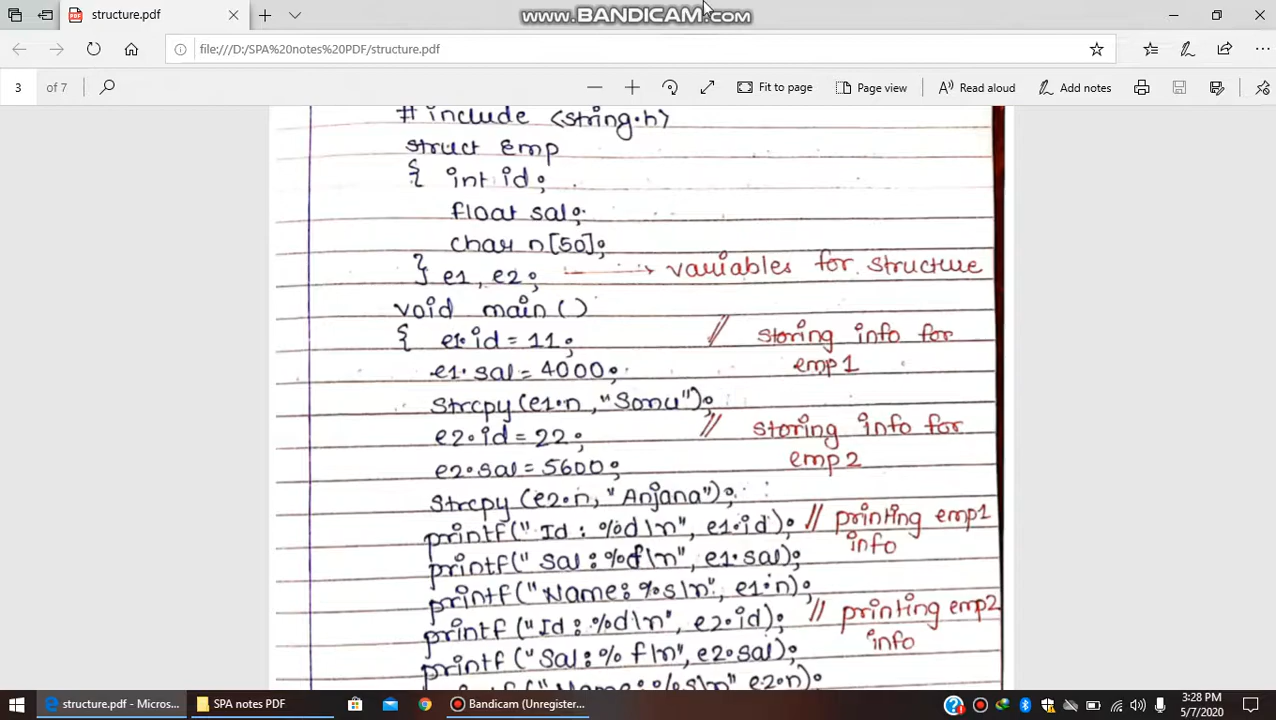 structure.pdf
www.BANDICAM.com
file:///D:/SPA%20notes%20PDF/structure.pdf
3 of 7
Fit to page
Page view
Read aloud
Add notes
# include <string.h>
struct emp
{ int id;
float sal;
char n[50];
} e1, e2; → variables for structure
void main ()
{ e1.id = 11; // storing info for
emp1
e1.sal = 4000;
Strcpy (e1.n, "Sonu");
e2.id = 22; // storing info for
emp2
e2.sal = 5600;
Strcpy (e2.n, "Anjana");
printf (" Id : %d\n", e1.id); // printing emp1
info
printf (" Sal : %f\n", e1.sal);
printf ("Name: %s\n", e1.n);
printf ("Id : %d\n", e2.id); // printing emp2
info
printf ("Sal : % f\n", e2.sal);
("Name: %s\n" e2.n);
structure.pdf - Micros...
SPA notes PDF
Bandicam (Unregister...
3:28 PM
5/7/2020